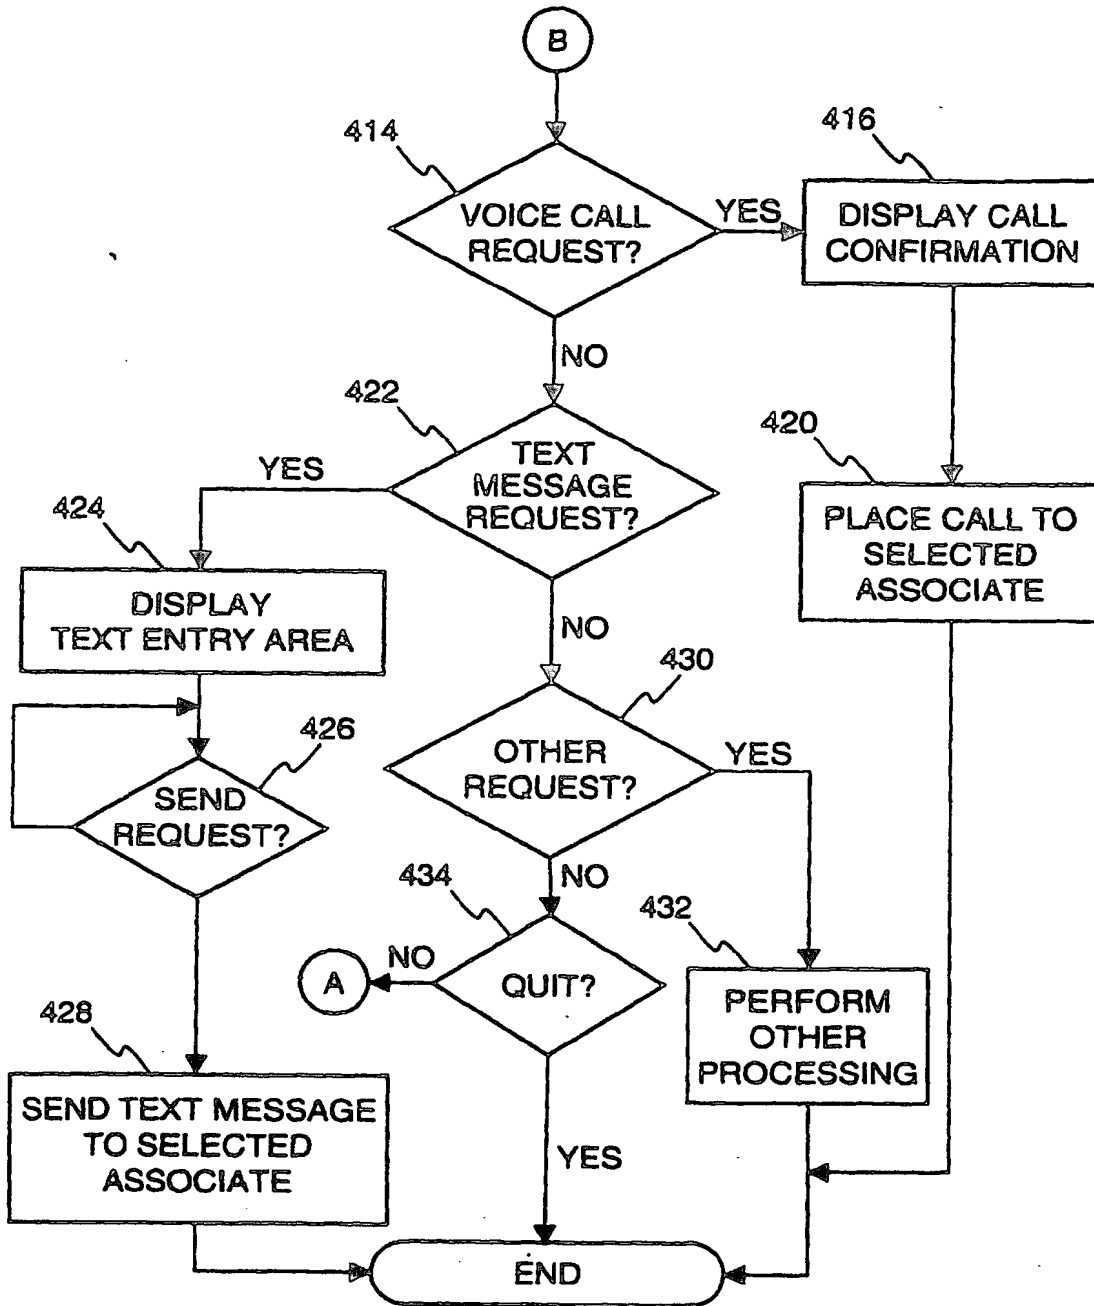 B
414
416
VOICE CALL
REQUEST?
YES
DISPLAY CALL
CONFIRMATION
NO
422
420
YES
TEXT
MESSAGE
REQUEST?
424
PLACE CALL TO
SELECTED
ASSOCIATE
DISPLAY
TEXT ENTRY AREA
NO
430
426
OTHER
REQUEST?
YES
SEND
REQUEST?
434
NO
432
A
NO
QUIT?
PERFORM
OTHER
PROCESSING
428
SEND TEXT MESSAGE
TO SELECTED
ASSOCIATE
YES
END